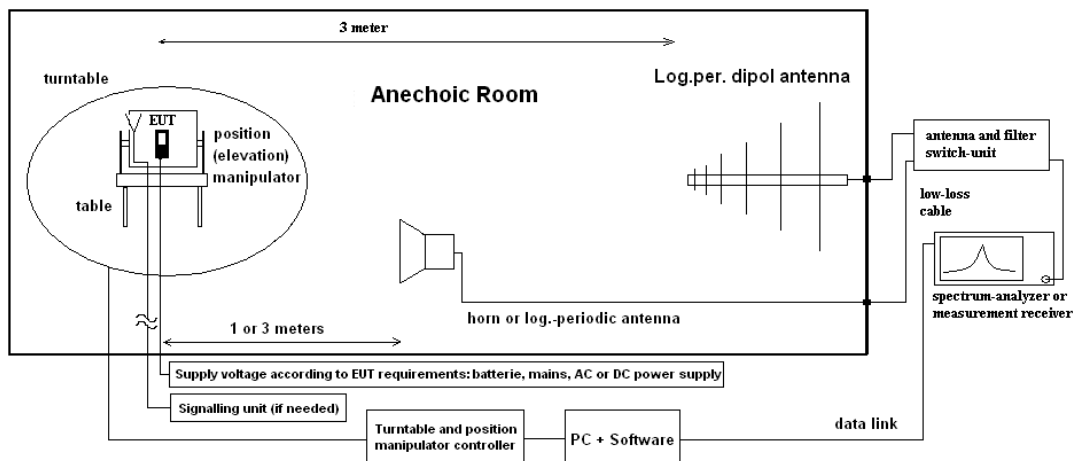 3 meter
turntable
Log.per. dipol antenna
Anechoic Room
EUT
position
(elevation)
manipulator
table
antenna and filter
switch-unit
low-loss
cable
spectrum-analyzer or
measurement receiver
horn or log.-periodic antenna
1 or 3 meters
Supply voltage according to EUT requirements: batterie, mains, AC or DC power supply
Signalling unit (if needed)
Turntable and position
manipulator controller
PC + Software
data link